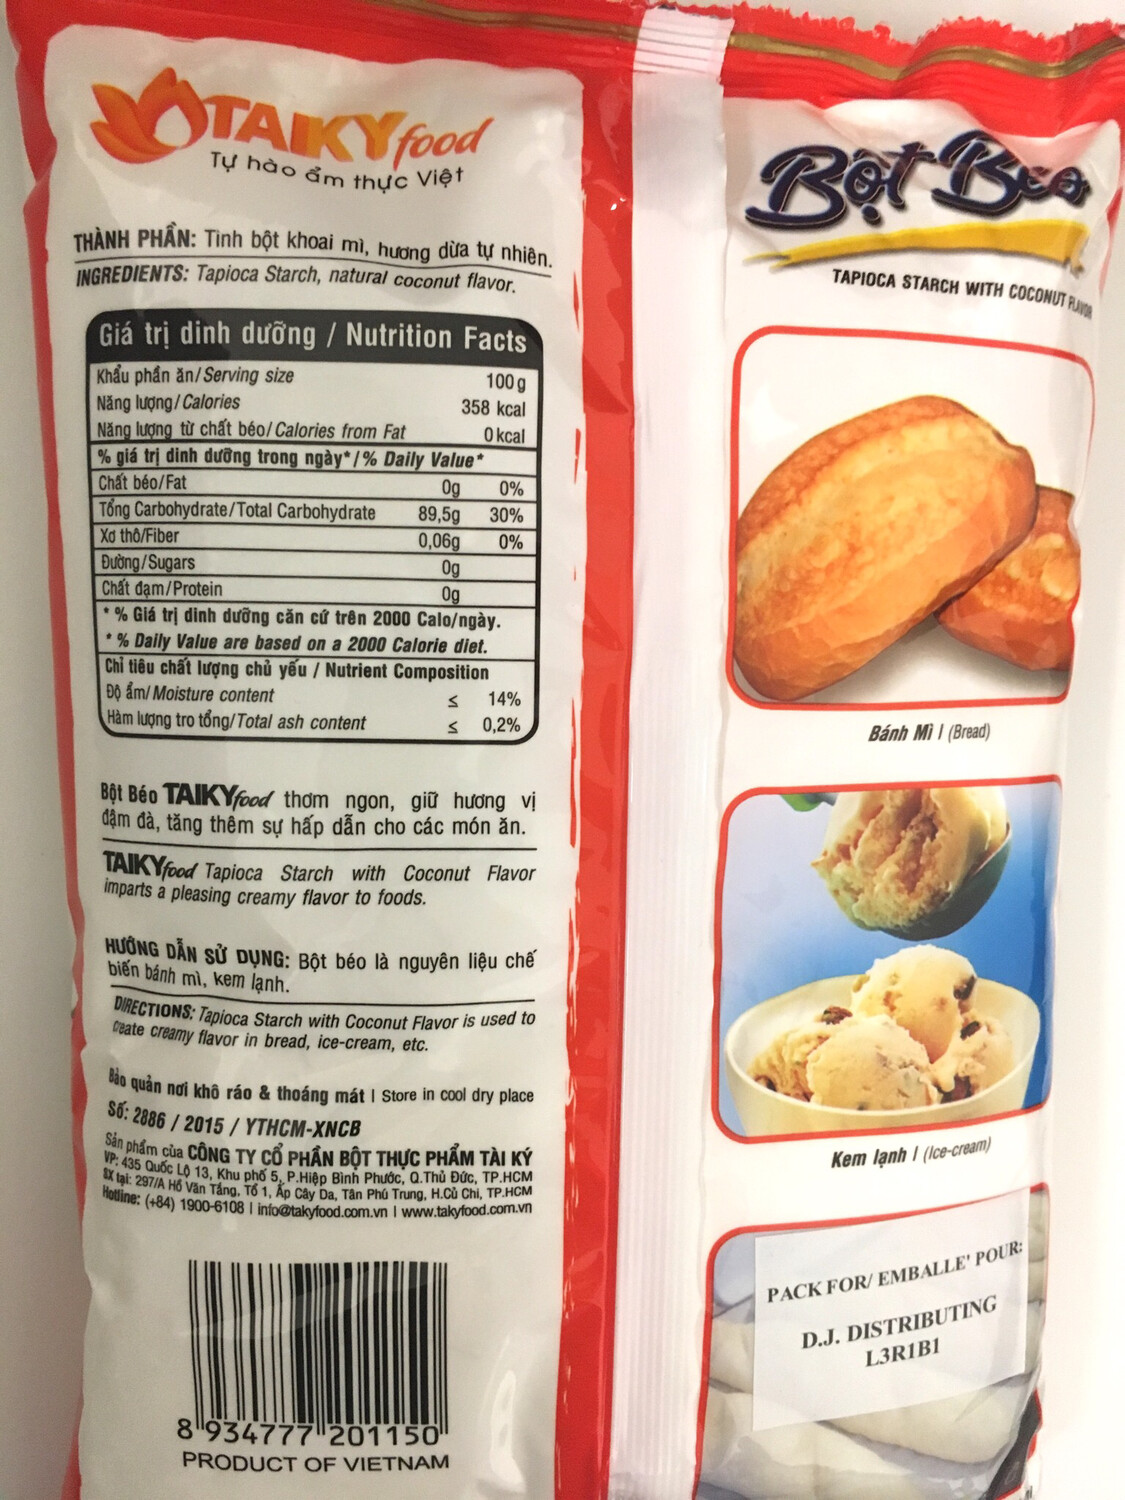 TAIKYfood
Tự hào ẩm thực Việt
THÀNH PHẦN: Tinh bột khoai mì, hương dừa tự nhiên.
INGREDIENTS: Tapioca Starch, natural coconut flavor.
Giá trị dinh dưỡng / Nutrition Facts
Khẩu phần ăn/Serving size 100g
Năng lượng/Calories 358 kcal
Năng lượng từ chất béo/Calories from Fat 0 kcal
% giá trị dinh dưỡng trong ngày*/% Daily Value*
Chất béo/Fat 0g 0%
Tổng Carbohydrate/Total Carbohydrate 89,5g 30%
Xơ thô/Fiber 0,06g 0%
Đường/Sugars 0g
Chất đạm/Protein 0g
* % Giá trị dinh dưỡng căn cứ trên 2000 Calo/ngày.
* % Daily Value are based on a 2000 Calorie diet.
Chỉ tiêu chất lượng chủ yếu / Nutrient Composition
Độ ẩm/Moisture content ≤ 14%
Hàm lượng tro tổng/Total ash content ≤ 0,2%
Bột Béo TAIKYfood thơm ngon, giữ hương vị
đậm đà, tăng thêm sự hấp dẫn cho các món ăn.
TAIKYfood Tapioca Starch with Coconut Flavor
imparts a pleasing creamy flavor to foods.
HƯỚNG DẪN SỬ DỤNG: Bột béo là nguyên liệu chế
biến bánh mì, kem lạnh.
DIRECTIONS: Tapioca Starch with Coconut Flavor is used to
create creamy flavor in bread, ice-cream, etc.
Bảo quản nơi khô ráo & thoáng mát | Store in cool dry place
Số: 2886 / 2015 / YTHCM-XNCB
Sản phẩm của CÔNG TY CỔ PHẦN BỘT THỰC PHẨM TÀI KÝ
VP: 435 Quốc Lộ 13, Khu phố 5, P.Hiệp Bình Phước, Q.Thủ Đức, TP.HCM
SX tại: 297/A Hồ Văn Tắng, Tổ 1, Ấp Cây Da, Tân Phú Trung, H.Củ Chi, TP.HCM
Hotline: (+84) 1900-6108 | info@takyfood.com.vn | www.takyfood.com.vn
8 934777 201150
PRODUCT OF VIETNAM
Bột Béo
TAPIOCA STARCH WITH COCONUT FLAVOR
Bánh Mì | (Bread)
Kem lạnh | (Ice-cream)
PACK FOR/ EMBALLE' POUR:
D.J. DISTRIBUTING
L3R1B1